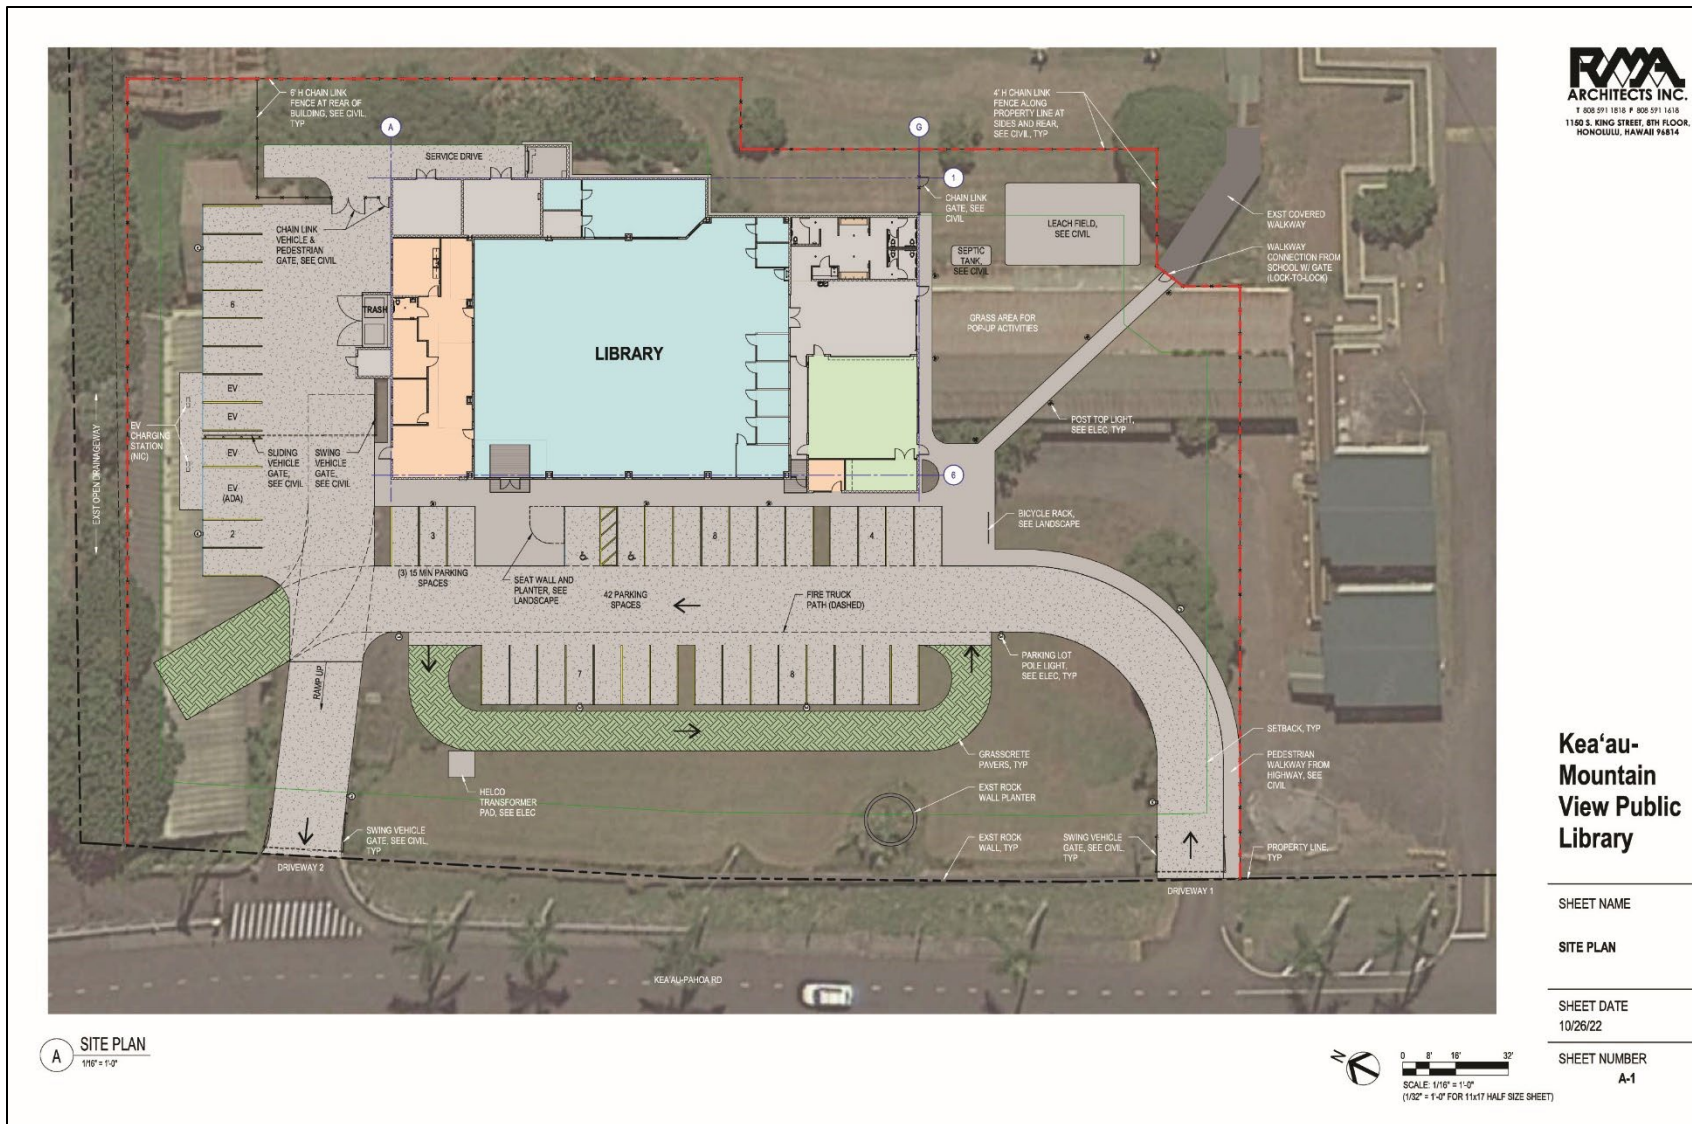 RMA
ARCHITECTS INC.
T 808 591 1818 F 808 591 1618
1150 S. KING STREET, 8TH FLOOR,
HONOLULU, HAWAII 96814
6' H CHAIN LINK
FENCE AT REAR OF
BUILDING, SEE CIVIL,
TYP
A
G
4' H CHAIN LINK
FENCE ALONG
PROPERTY LINE AT
SIDES AND REAR,
SEE CIVIL, TYP
SERVICE DRIVE
1
CHAIN LINK
GATE, SEE
CIVIL
LEACH FIELD,
SEE CIVIL
EXST COVERED
WALKWAY
CHAIN LINK
VEHICLE &
PEDESTRIAN
GATE, SEE CIVIL
SEPTIC
TANK,
SEE CIVIL
WALKWAY
CONNECTION FROM
SCHOOL W/ GATE
(LOCK-TO-LOCK)
6
TRASH
GRASS AREA FOR
POP-UP ACTIVITIES
LIBRARY
EV
EV
EV
EV
(ADA)
2
EXST OPEN DRAINAGEWAY
EV
CHARGING
STATION
(NIC)
SLIDING
VEHICLE
GATE,
SEE CIVIL
SWING
VEHICLE
GATE,
SEE CIVIL
POST TOP LIGHT,
SEE ELEC, TYP
6
BICYCLE RACK,
SEE LANDSCAPE
3
8
4
(3) 15 MIN PARKING
SPACES
SEAT WALL AND
PLANTER, SEE
LANDSCAPE
42 PARKING
SPACES
FIRE TRUCK
PATH (DASHED)
RAMP UP
7
8
PARKING LOT
POLE LIGHT,
SEE ELEC, TYP
SETBACK, TYP
GRASSCRETE
PAVERS, TYP
PEDESTRIAN
WALKWAY FROM
HIGHWAY, SEE
CIVIL
HELCO
TRANSFORMER
PAD, SEE ELEC
EXST ROCK
WALL PLANTER
SWING VEHICLE
GATE, SEE CIVIL,
TYP
EXST ROCK
WALL, TYP
SWING VEHICLE
GATE, SEE CIVIL,
TYP
PROPERTY LINE,
TYP
DRIVEWAY 2
DRIVEWAY 1
KEA'AU-PAHOA RD
Kea‘au-
Mountain
View Public
Library
SHEET NAME
SITE PLAN
SHEET DATE
10/26/22
SHEET NUMBER
A-1
A
SITE PLAN
1/16" = 1'-0"
N
0 8' 16' 32'
SCALE: 1/16" = 1'-0"
(1/32" = 1'-0" FOR 11x17 HALF SIZE SHEET)